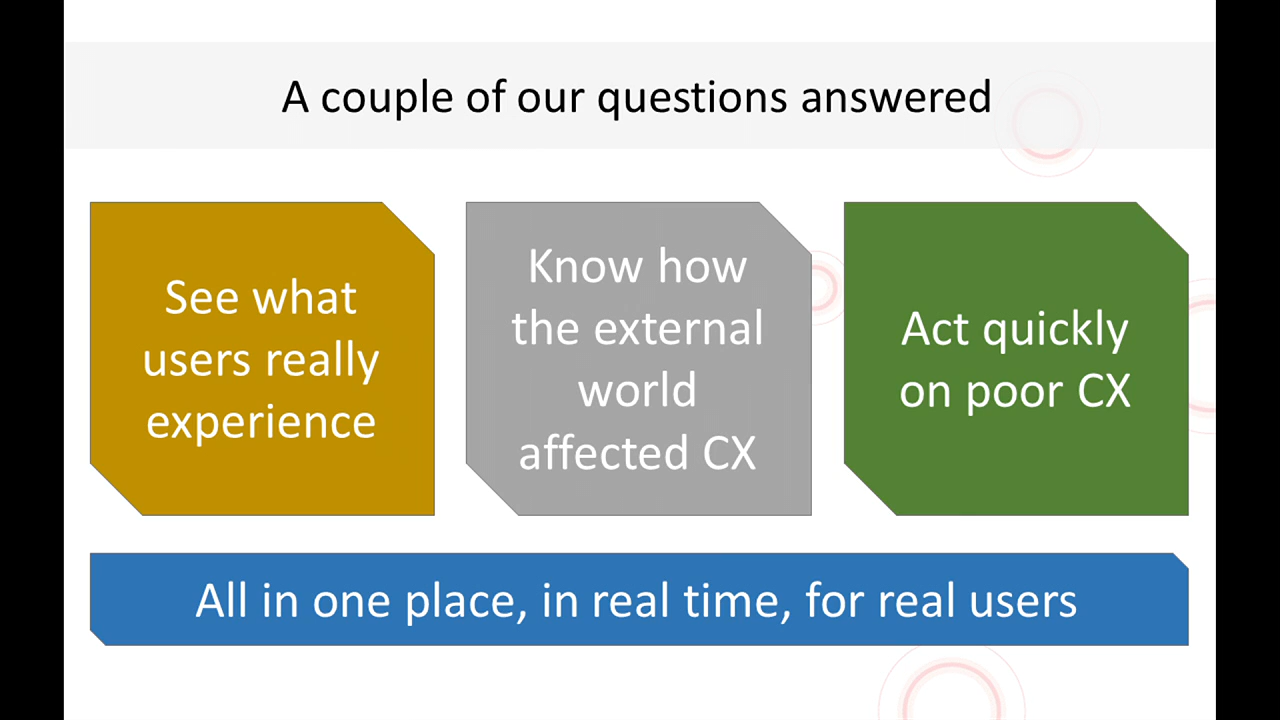 A couple of our questions answered
See what
users really
experience
Know how
the external
world
affected CX
Act quickly
on poor CX
All in one place, in real time, for real users